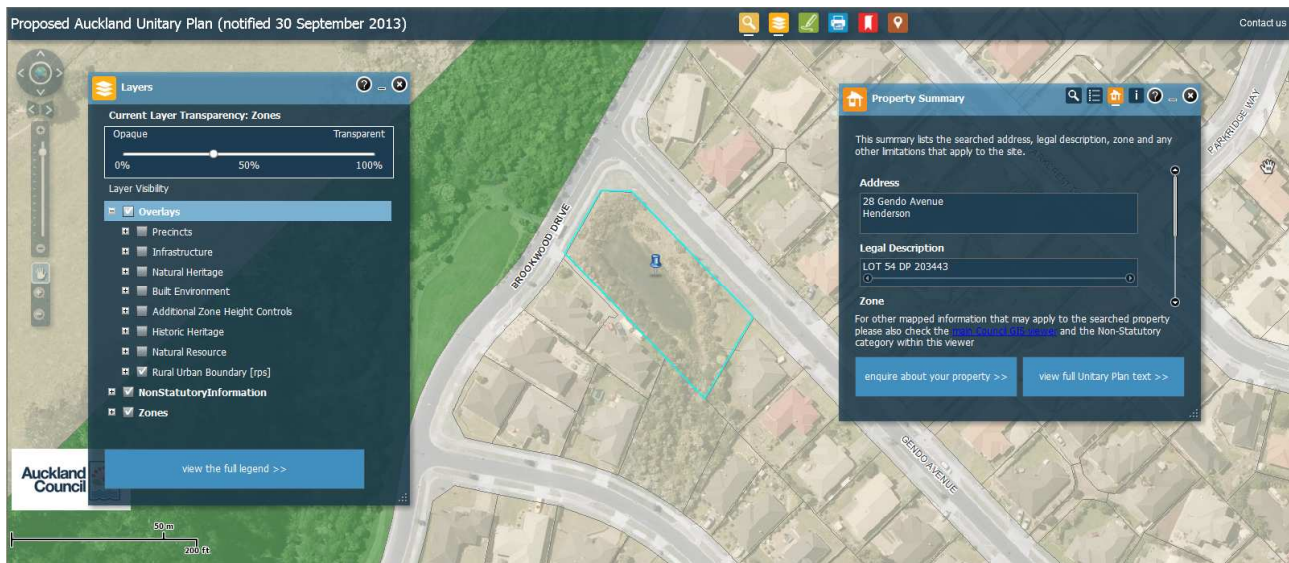 Proposed Auckland Unitary Plan (notified 30 September 2013)
Contact us
Layers
Current Layer Transparency: Zones
Opaque Transparent
0% 50% 100%
Layer Visibility
Overlays
Precincts
Infrastructure
Natural Heritage
Built Environment
Additional Zone Height Controls
Historic Heritage
Natural Resource
Rural Urban Boundary [rps]
NonStatutoryInformation
Zones
view the full legend >>
Auckland
Council
50 m
200 ft
BROOKWOOD DRIVE
GENDO AVENUE
PARKRIDGE WAY
Property Summary
This summary lists the searched address, legal description, zone and any
other limitations that apply to the site.
Address
28 Gendo Avenue
Henderson
Legal Description
LOT 54 DP 203443
Zone
For other mapped information that may apply to the searched property
please also check the main Council GIS viewer and the Non-Statutory
category within this viewer
enquire about your property >>
view full Unitary Plan text >>